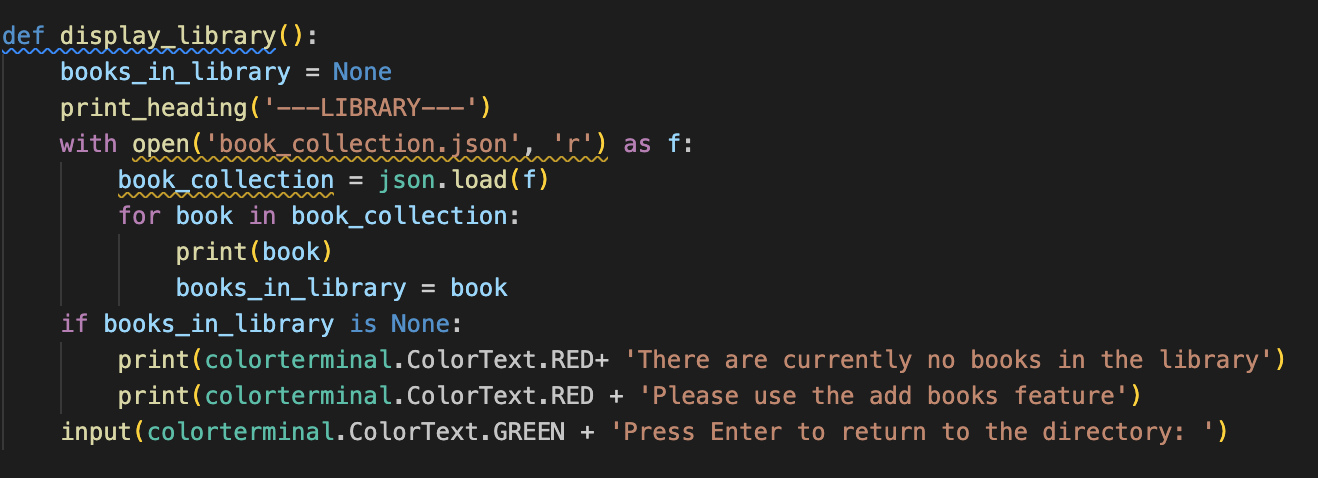 def display_library():
    books_in_library = None
    print_heading('---LIBRARY---')
    with open('book_collection.json', 'r') as f:
        book_collection = json.load(f)
        for book in book_collection:
            print(book)
            books_in_library = book
    if books_in_library is None:
        print(colorterminal.ColorText.RED+ 'There are currently no books in the library')
        print(colorterminal.ColorText.RED + 'Please use the add books feature')
    input(colorterminal.ColorText.GREEN + 'Press Enter to return to the directory: ')